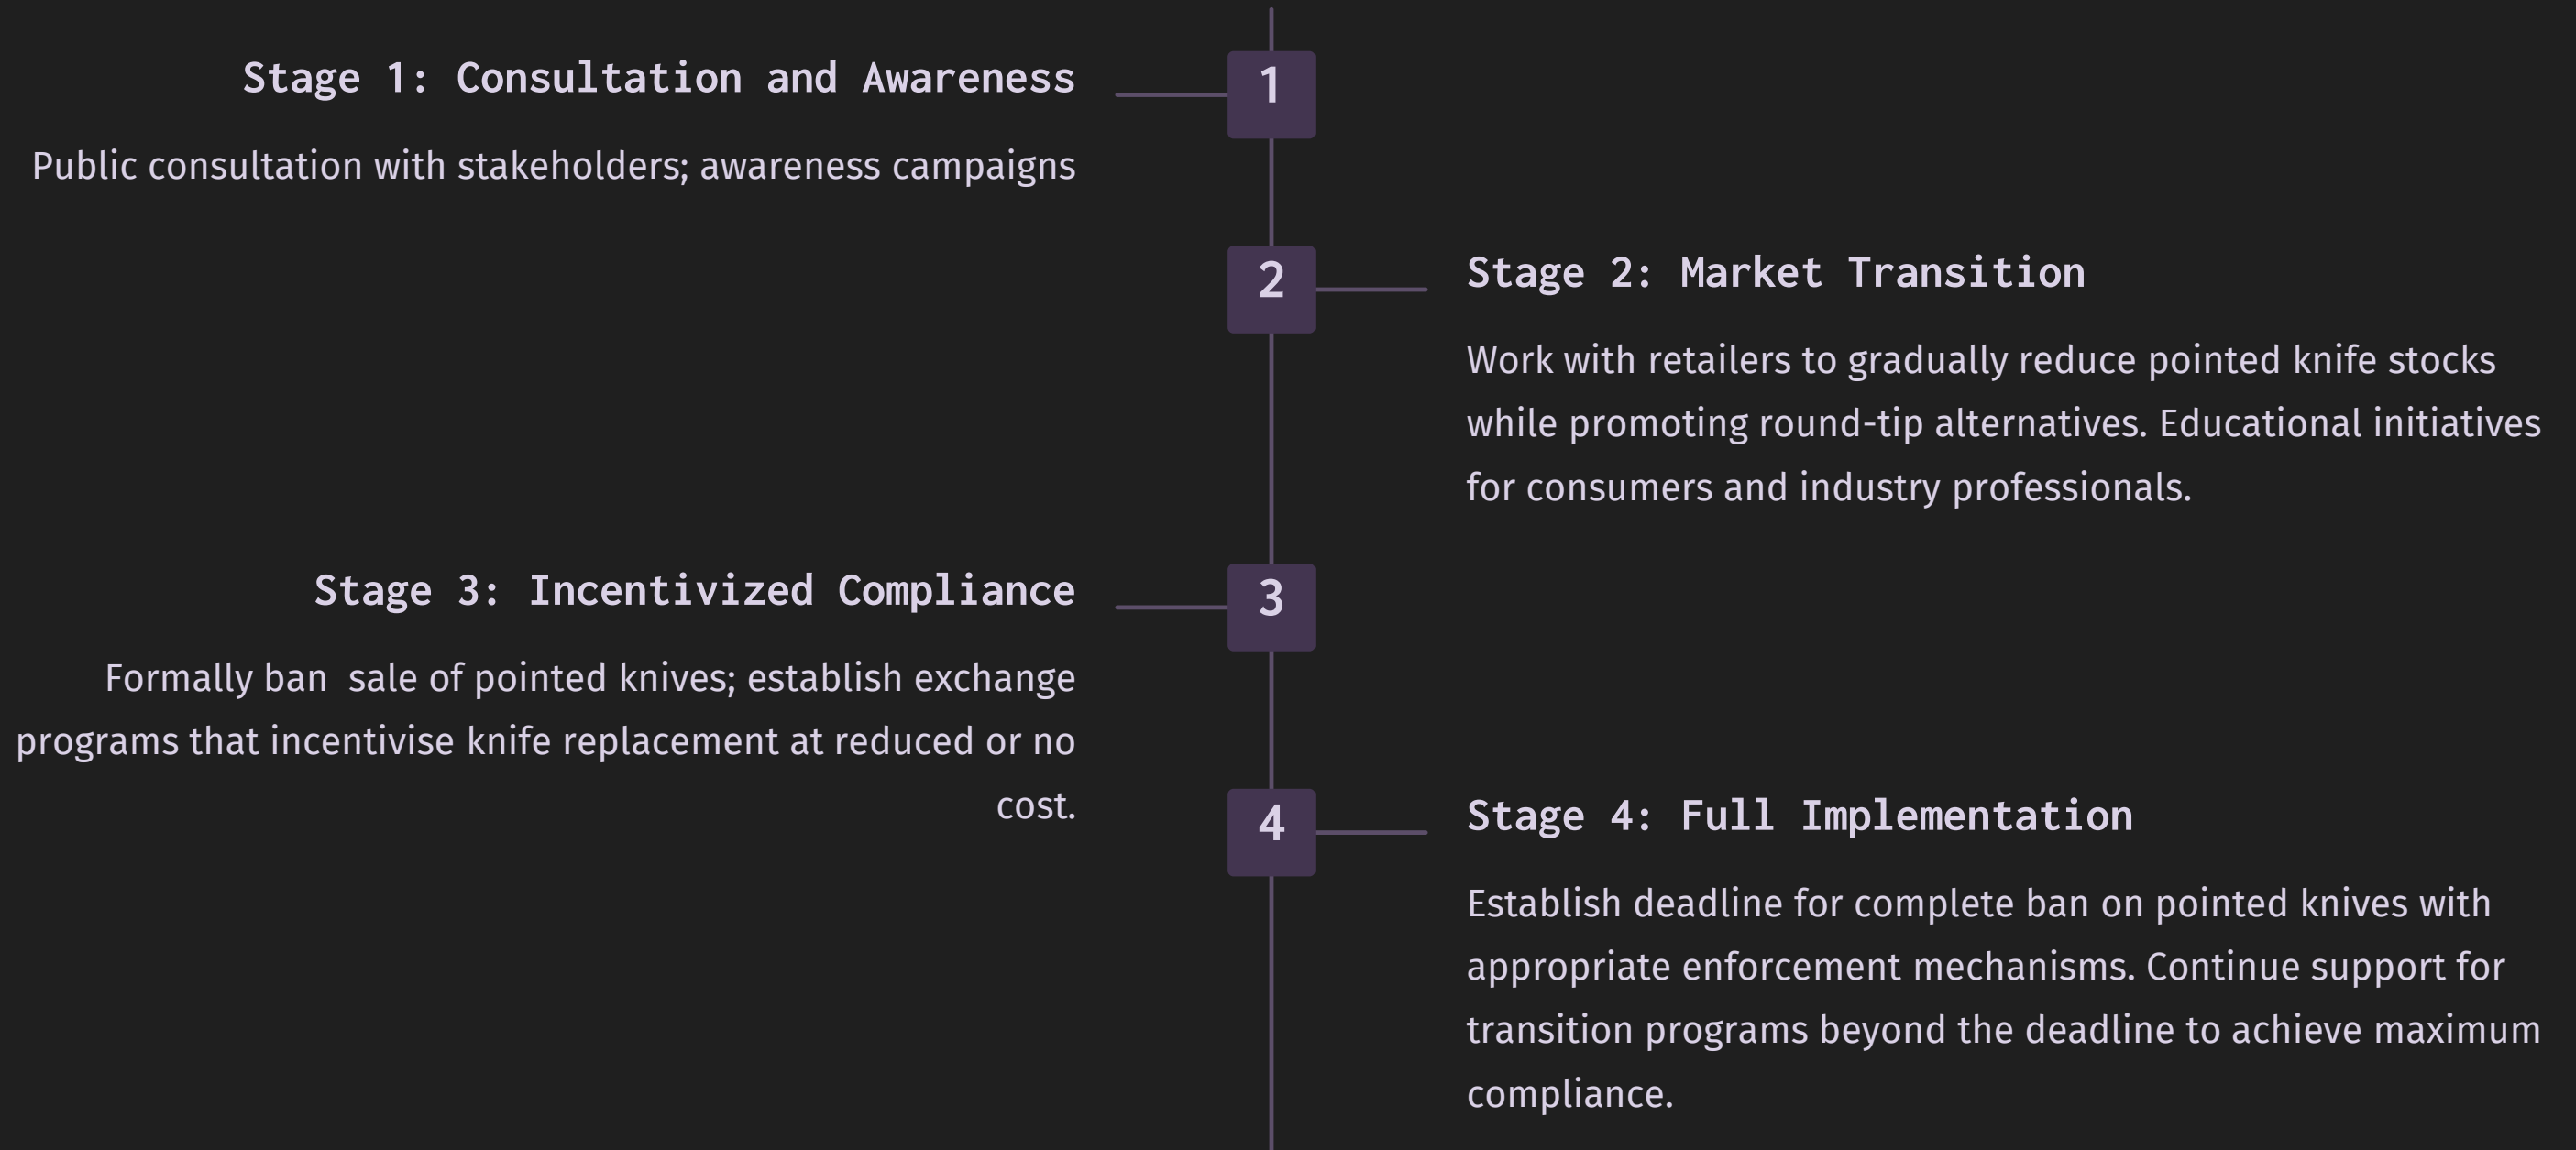 Stage 1: Consultation and Awareness
1
Public consultation with stakeholders; awareness campaigns
2
Stage 2: Market Transition
Work with retailers to gradually reduce pointed knife stocks
while promoting round-tip alternatives. Educational initiatives
for consumers and industry professionals.
Stage 3: Incentivized Compliance
3
Formally ban  sale of pointed knives; establish exchange
programs that incentivise knife replacement at reduced or no
cost.
4
Stage 4: Full Implementation
Establish deadline for complete ban on pointed knives with
appropriate enforcement mechanisms. Continue support for
transition programs beyond the deadline to achieve maximum
compliance.